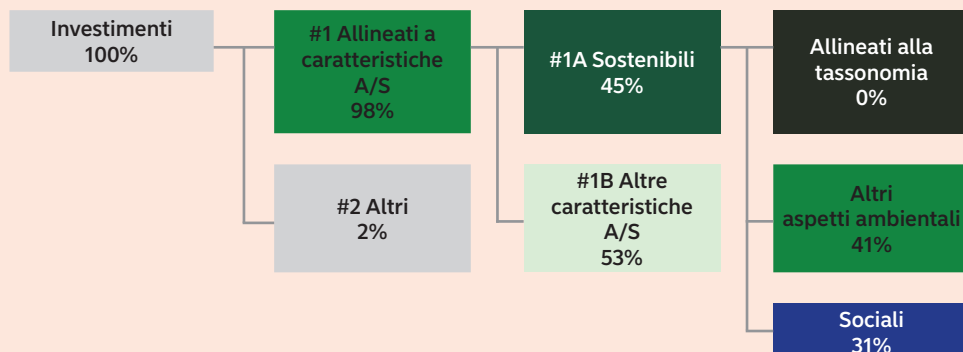 Investimenti
100%
#1 Allineati a
caratteristiche
A/S
98%
#2 Altri
2%
#1A Sostenibili
45%
#1B Altre
caratteristiche
A/S
53%
Allineati alla
tassonomia
0%
Altri
aspetti ambientali
41%
Sociali
31%